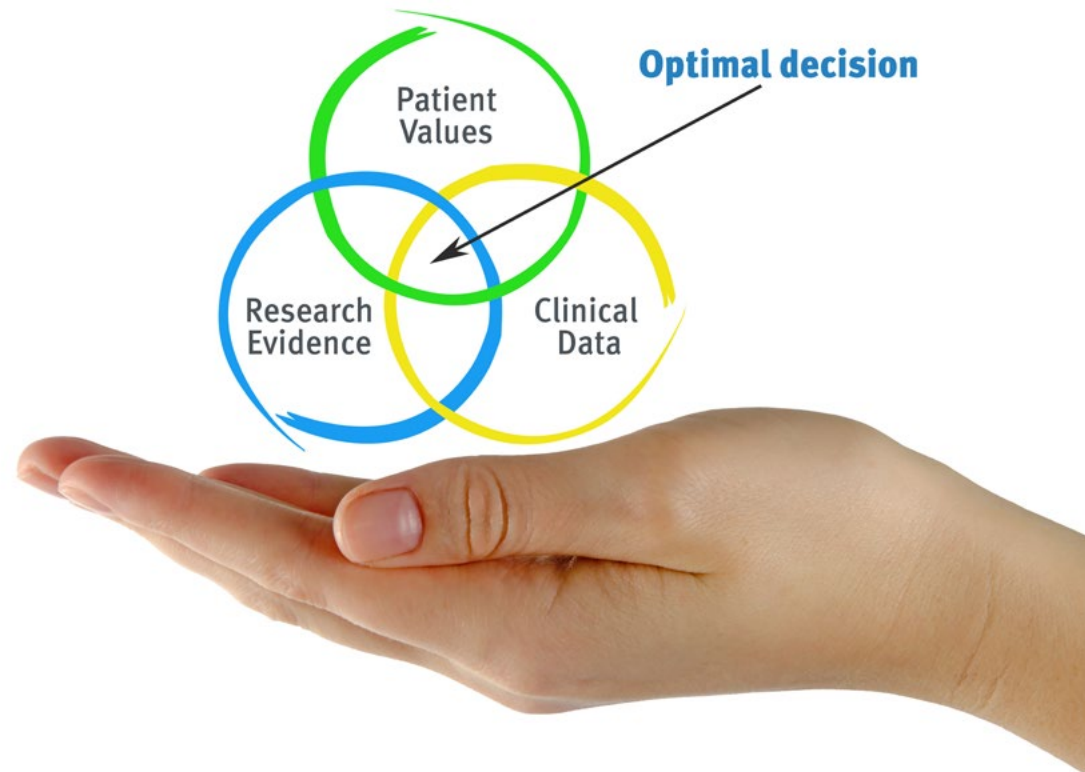 Patient
Values
Optimal decision
Research
Evidence
Clinical
Data